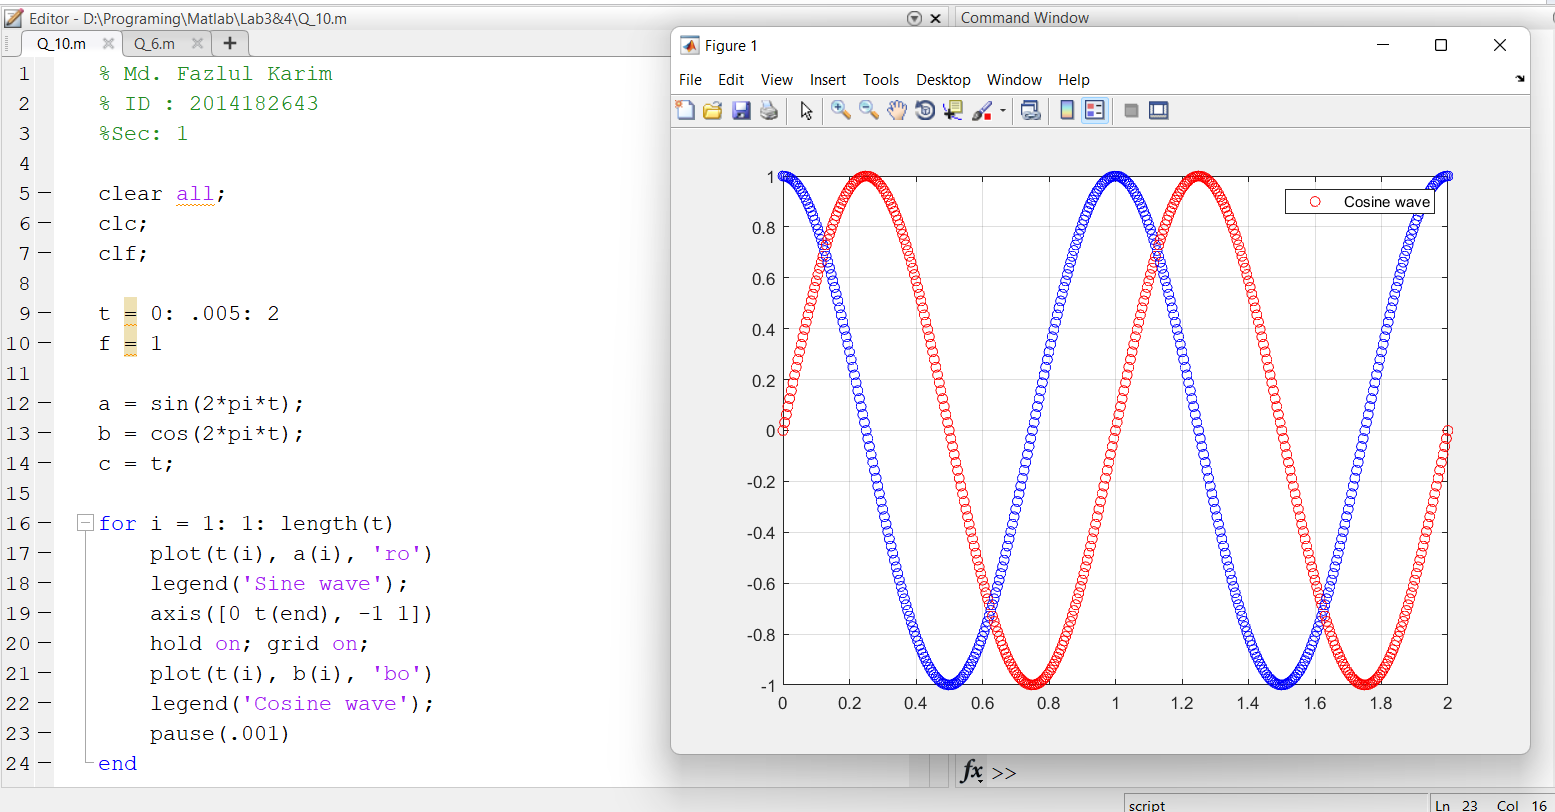 Editor - D:\Programing\Matlab\Lab3&4\Q_10.m
Command Window
Q_10.m
Q_6.m
+
1 % Md. Fazlul Karim
2 % ID : 2014182643
3 %Sec: 1
4
5 clear all;
6 clc;
7 clf;
8
9 t = 0: .005: 2
10 f = 1
11
12 a = sin(2*pi*t);
13 b = cos(2*pi*t);
14 c = t;
15
16 for i = 1: 1: length(t)
17 plot(t(i), a(i), 'ro')
18 legend('Sine wave');
19 axis([0 t(end), -1 1])
20 hold on; grid on;
21 plot(t(i), b(i), 'bo')
22 legend('Cosine wave');
23 pause(.001)
24 end
Figure 1
File Edit View Insert Tools Desktop Window Help
Cosine wave
1
0.8
0.6
0.4
0.2
0
-0.2
-0.4
-0.6
-0.8
-1
0 0.2 0.4 0.6 0.8 1 1.2 1.4 1.6 1.8 2
fx >>
script
Ln 23 Col 16